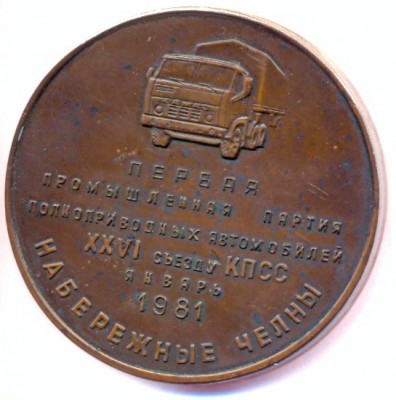 ПЕРВАЯ
ПРОМЫШЛЕННАЯ ПАРТИЯ
ПОЛНОПРИВОДНЫХ АВТОМОБИЛЕЙ
XXVI СЪЕЗДУ КПСС
ЯНВАРЬ
1981
НАБЕРЕЖНЫЕ ЧЕЛНЫ